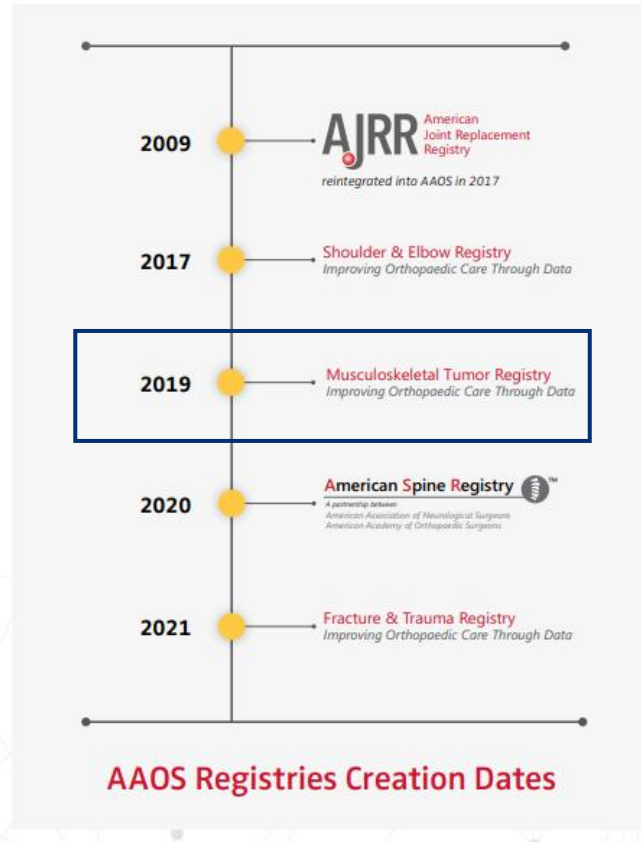 2009
AJRR American
Joint Replacement
Registry
reintegrated into AAOS in 2017
2017
Shoulder & Elbow Registry
Improving Orthopaedic Care Through Data
2019
Musculoskeletal Tumor Registry
Improving Orthopaedic Care Through Data
2020
American Spine Registry ™
A partnership between
American Association of Neurological Surgeons
American Academy of Orthopaedic Surgeons
2021
Fracture & Trauma Registry
Improving Orthopaedic Care Through Data
AAOS Registries Creation Dates